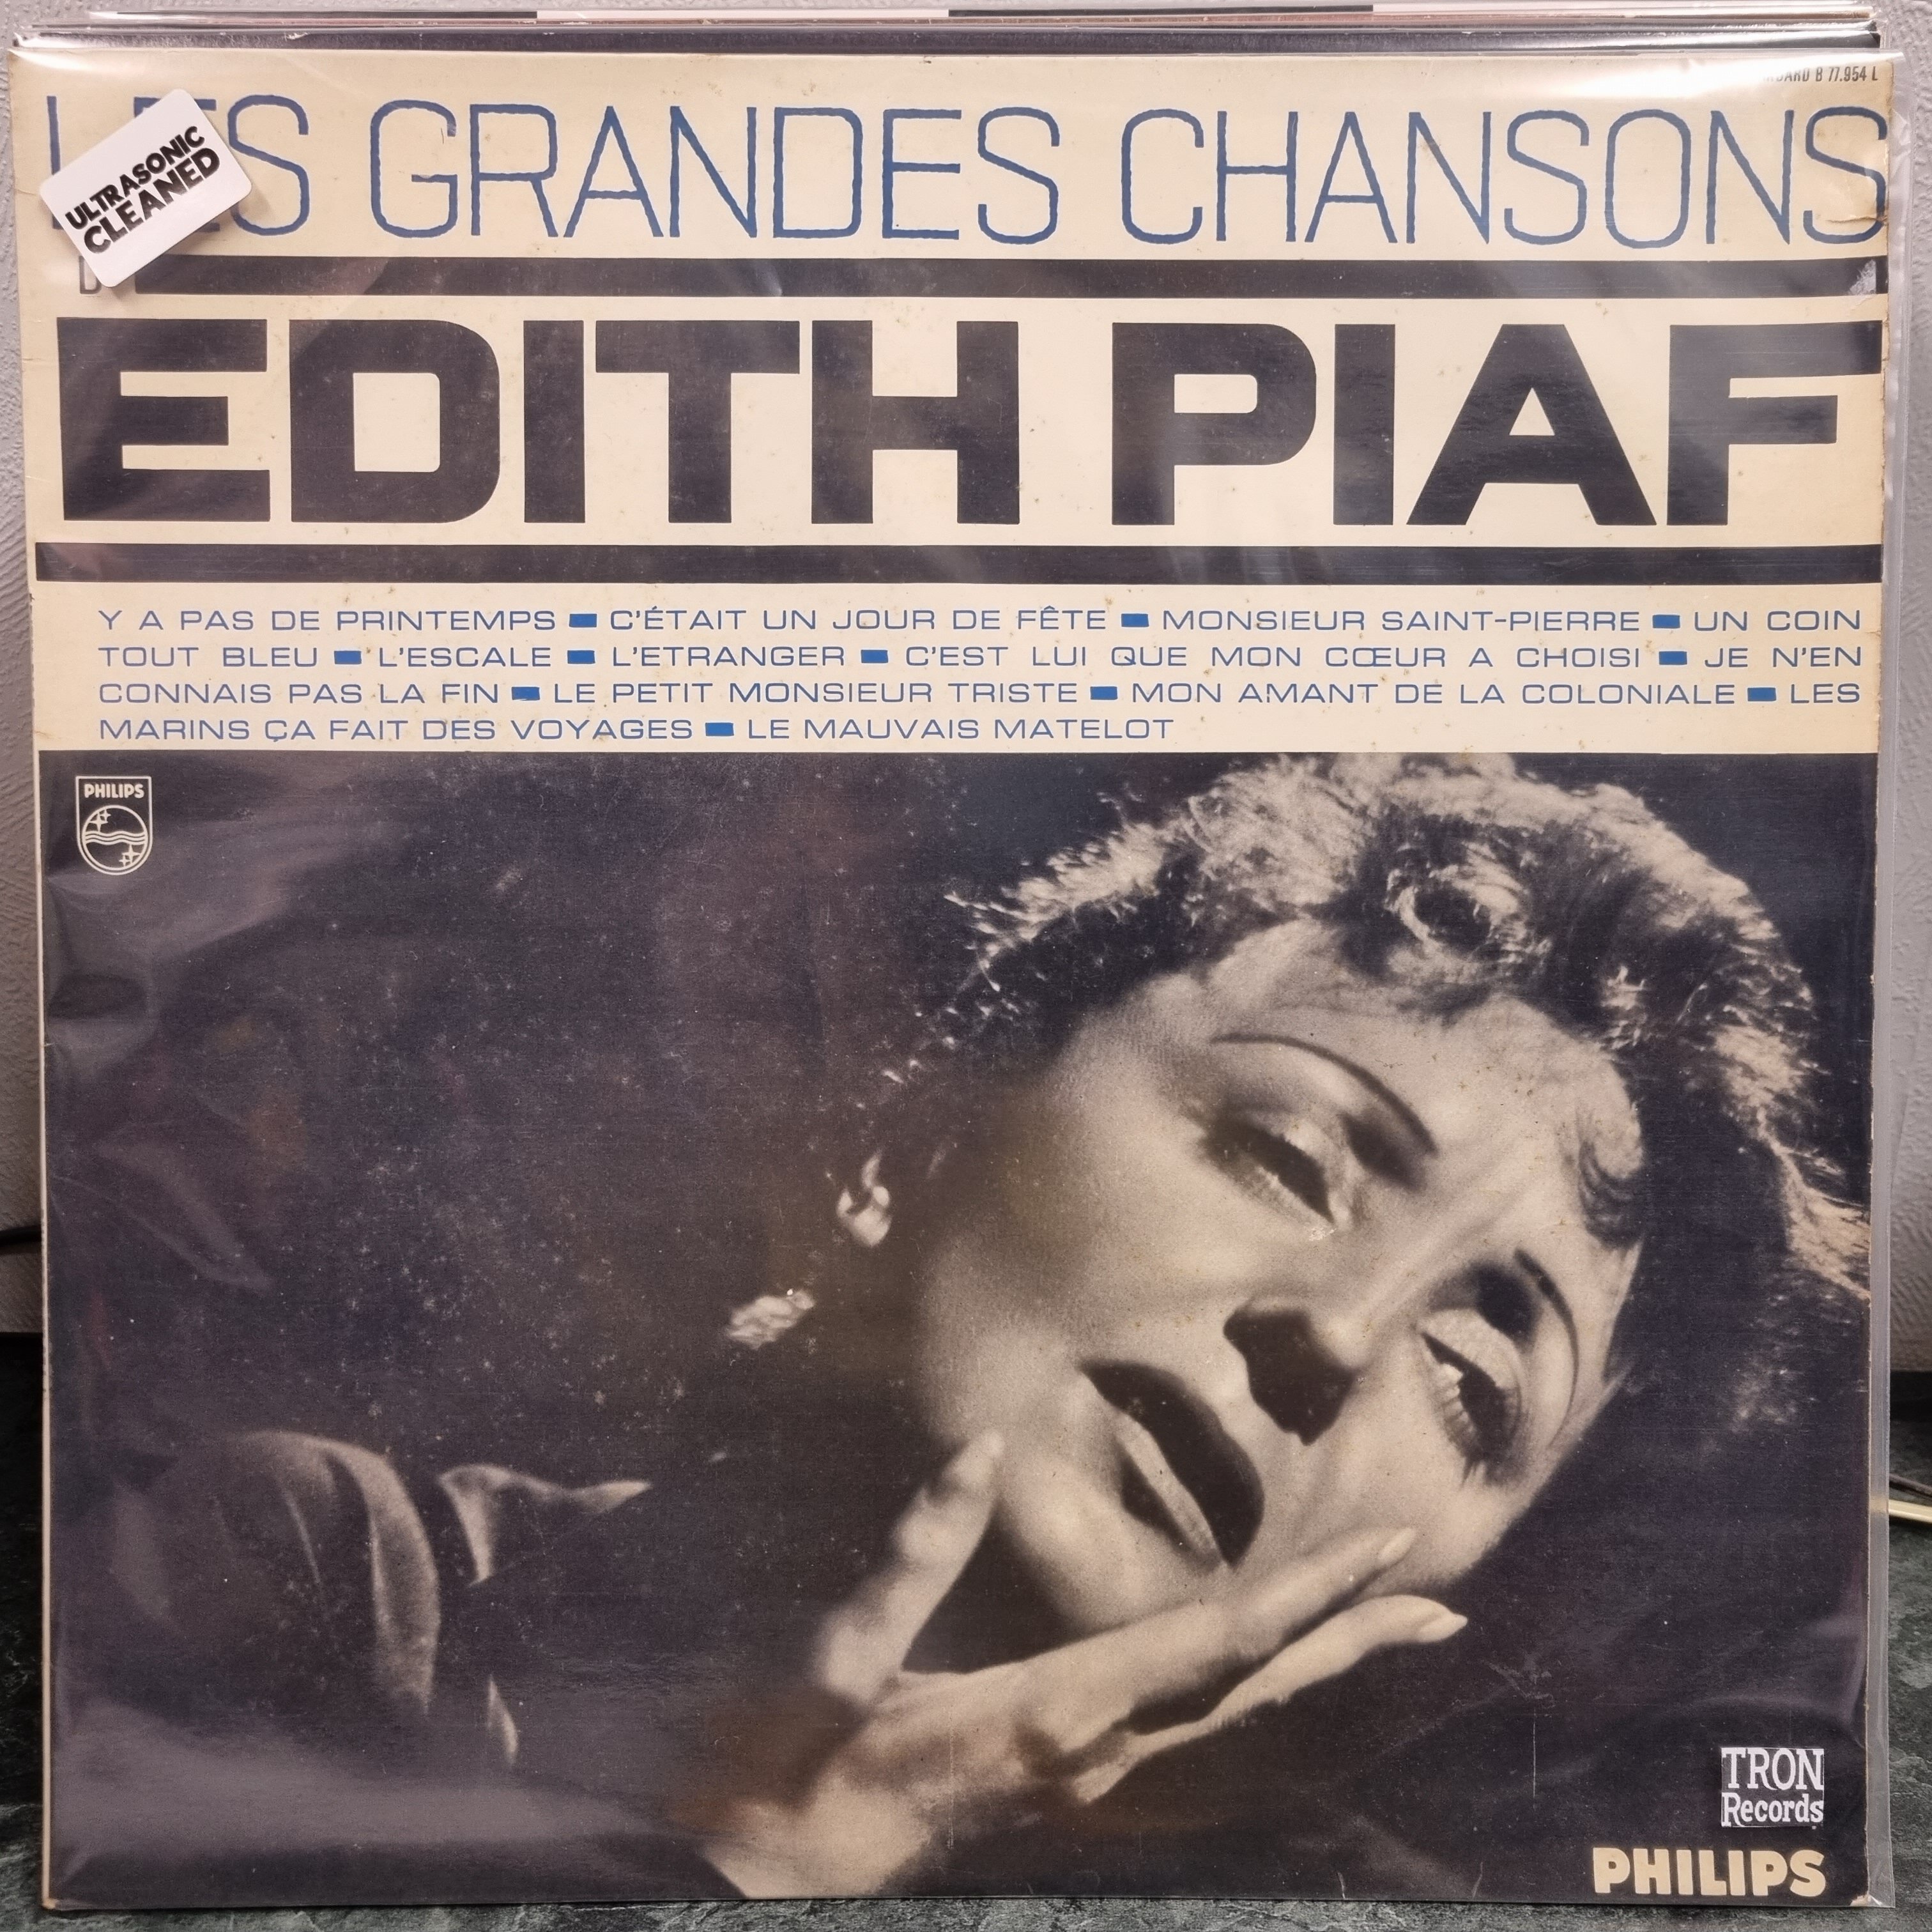 B 77.954 L
LES GRANDES CHANSONS
ULTRASONIC
CLEANED
EDITH PIAF
Y A PAS DE PRINTEMPS ▬ C'ÉTAIT UN JOUR DE FÊTE ▬ MONSIEUR SAINT-PIERRE ▬ UN COIN
TOUT BLEU ▬ L'ESCALE ▬ L'ETRANGER ▬ C'EST LUI QUE MON CŒUR A CHOISI ▬ JE N'EN
CONNAIS PAS LA FIN ▬ LE PETIT MONSIEUR TRISTE ▬ MON AMANT DE LA COLONIALE ▬ LES
MARINS ÇA FAIT DES VOYAGES ▬ LE MAUVAIS MATELOT
PHILIPS
TRON
Records
PHILIPS